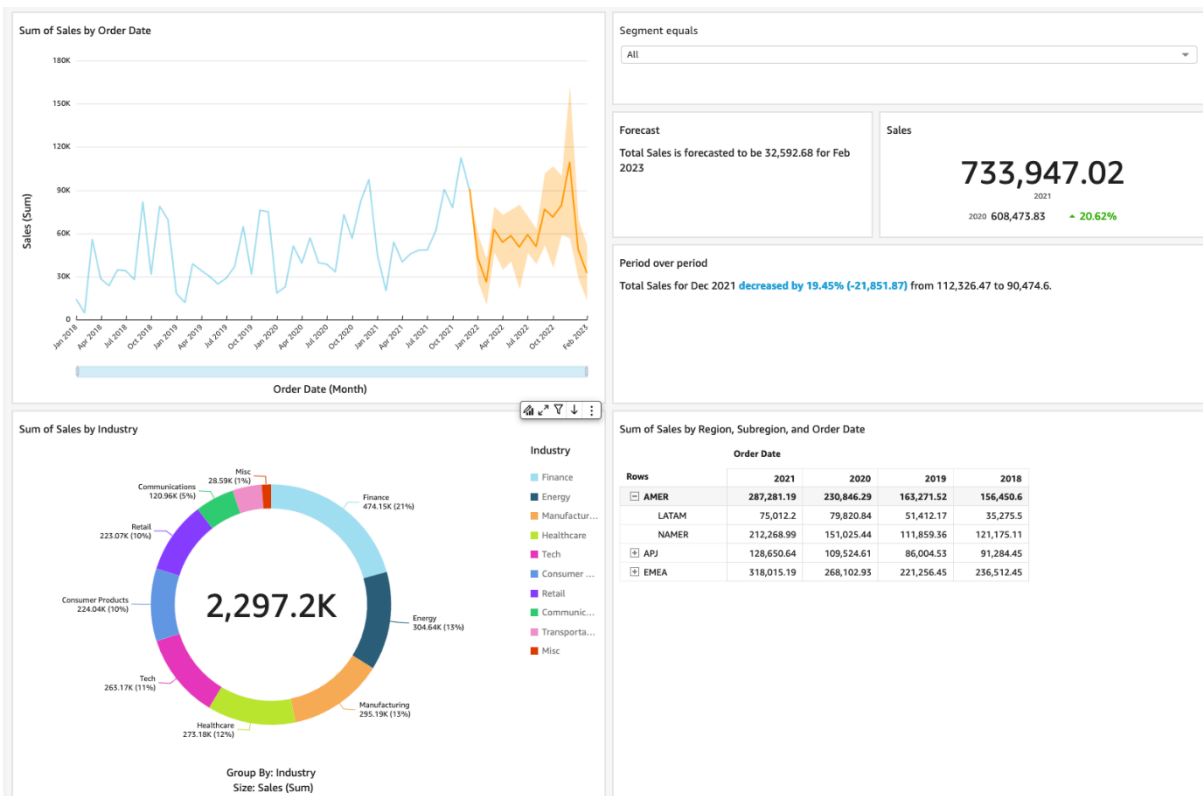 Sum of Sales by Order Date
180K
150K
120K
90K
60K
30K
0
Sales (Sum)
Jan 2018
Apr 2018
Jul 2018
Oct 2018
Jan 2019
Apr 2019
Jul 2019
Oct 2019
Jan 2020
Apr 2020
Jul 2020
Oct 2020
Jan 2021
Apr 2021
Jul 2021
Oct 2021
Jan 2022
Apr 2022
Jul 2022
Oct 2022
Feb 2023
Order Date (Month)
Segment equals
All
Forecast
Total Sales is forecasted to be 32,592.68 for Feb
2023
Sales
733,947.02
2021
2020 608,473.83 20.62%
Period over period
Total Sales for Dec 2021 decreased by 19.45% (-21,851.87) from 112,326.47 to 90,474.6.
Sum of Sales by Industry
Misc
28.59K (1%)
Communications
120.96K (5%)
Retail
223.07K (10%)
Consumer Products
224.04K (10%)
Tech
263.17K (11%)
Healthcare
273.18K (12%)
Manufacturing
295.19K (13%)
Energy
304.64K (13%)
Finance
474.15K (21%)
2,297.2K
Group By: Industry
Size: Sales (Sum)
Industry
Finance
Energy
Manufactur...
Healthcare
Tech
Consumer ...
Retail
Communic...
Transporta...
Misc
Sum of Sales by Region, Subregion, and Order Date
Order Date
Rows 2021 2020 2019 2018
AMER 287,281.19 230,846.29 163,271.52 156,450.6
LATAM 75,012.2 79,820.84 51,412.17 35,275.5
NAMER 212,268.99 151,025.44 111,859.36 121,175.11
APJ 128,650.64 109,524.61 86,004.53 91,284.45
EMEA 318,015.19 268,102.93 221,256.45 236,512.45